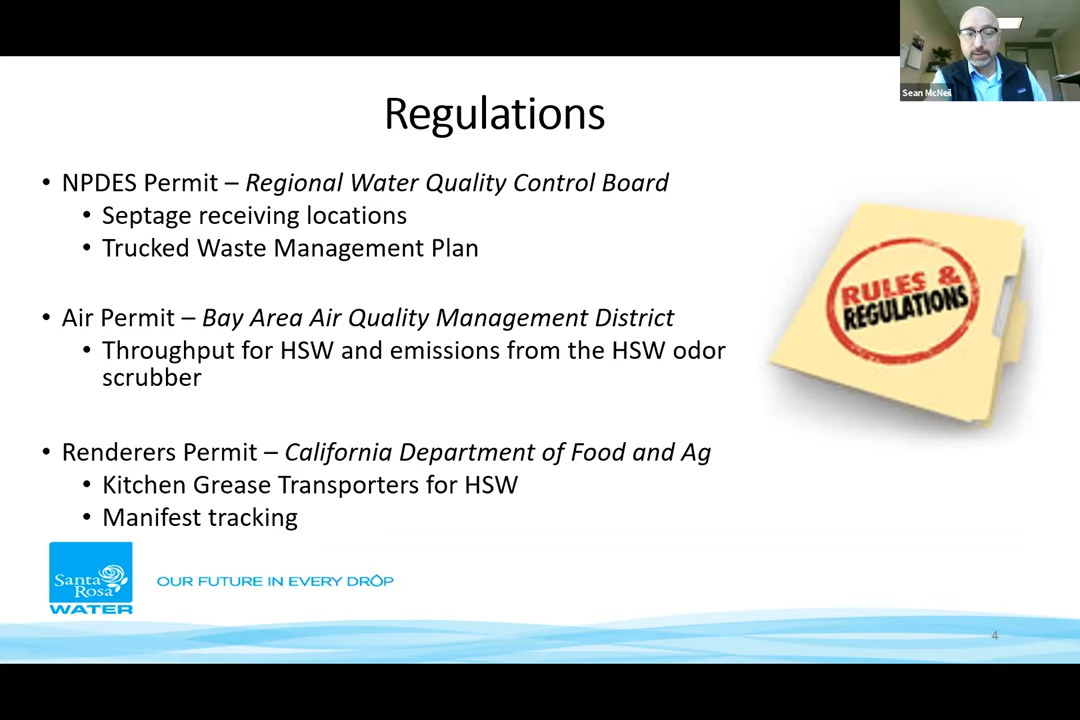 Sean McNeil
Regulations
• NPDES Permit – Regional Water Quality Control Board
• Septage receiving locations
• Trucked Waste Management Plan
• Air Permit – Bay Area Air Quality Management District
• Throughput for HSW and emissions from the HSW odor
scrubber
• Renderers Permit – California Department of Food and Ag
• Kitchen Grease Transporters for HSW
• Manifest tracking
RULES &
REGULATIONS
Santa
Rosa
WATER
OUR FUTURE IN EVERY DROP
4